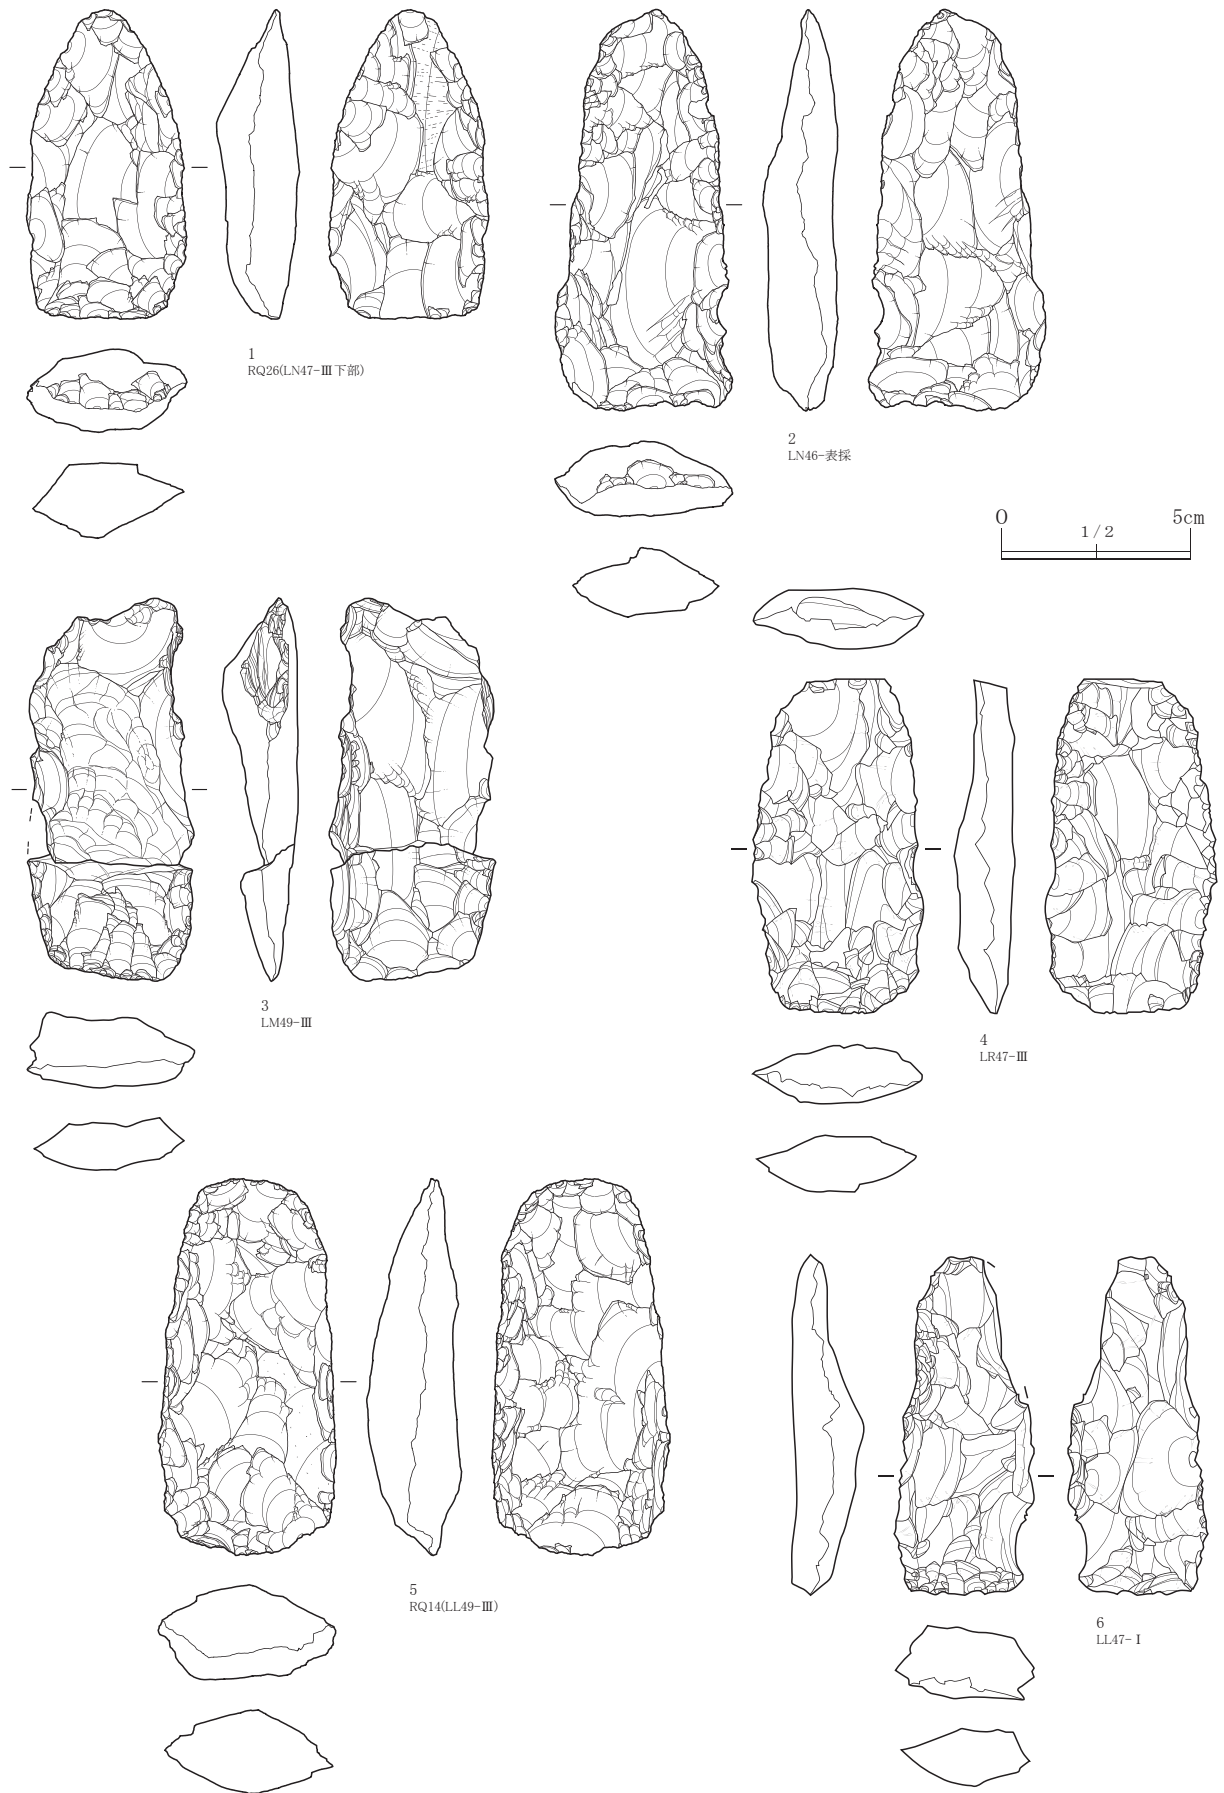 1
RQ26(LN47-Ⅲ下部)
2
LN46-表採
0 1/2 5cm
3
LM49-Ⅲ
4
LR47-Ⅲ
5
RQ14(LL49-Ⅲ)
6
LL47-Ⅰ